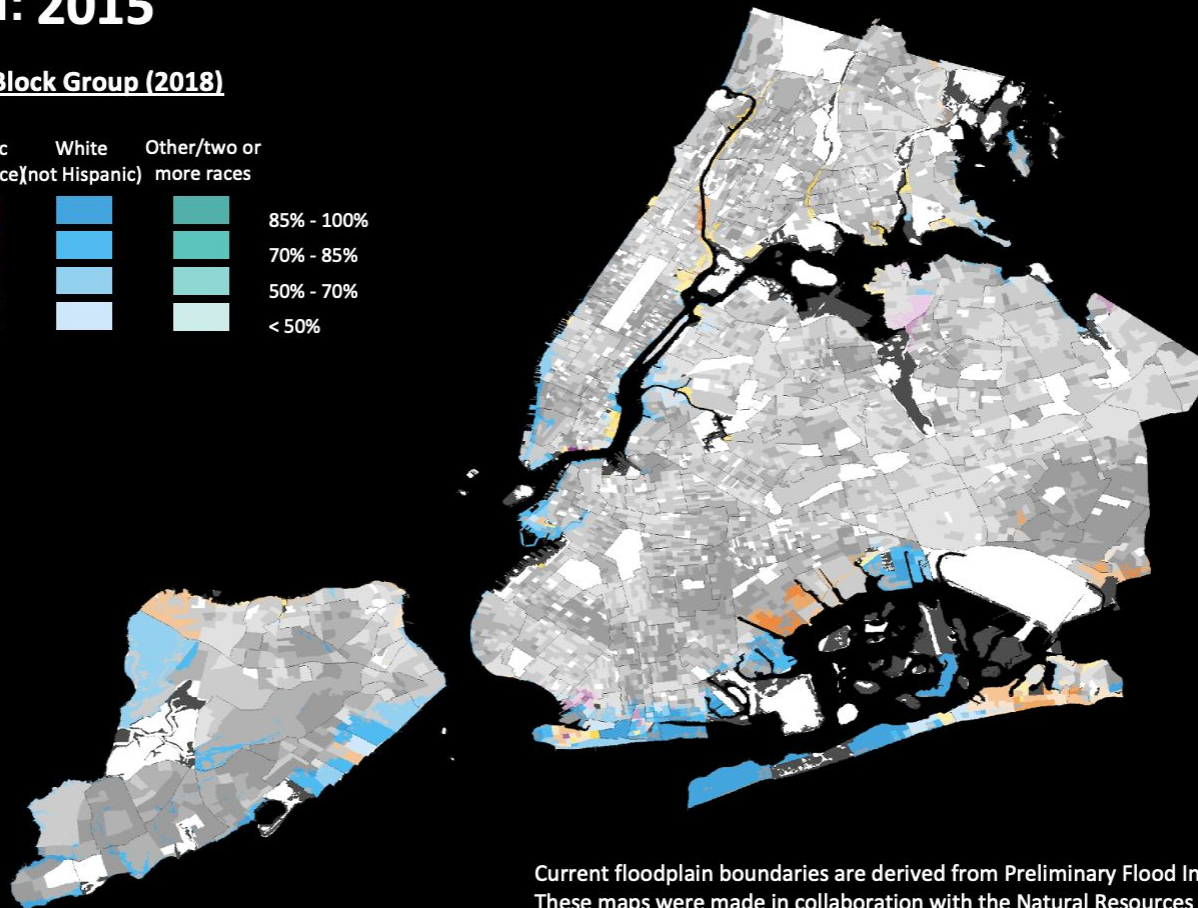 : 2015
Block Group (2018)
White
Other/two or
(not Hispanic)
more races
85% - 100%
70% - 85%
50% - 70%
< 50%
Current floodplain boundaries are derived from Preliminary Flood In
These maps were made in collaboration with the Natural Resources